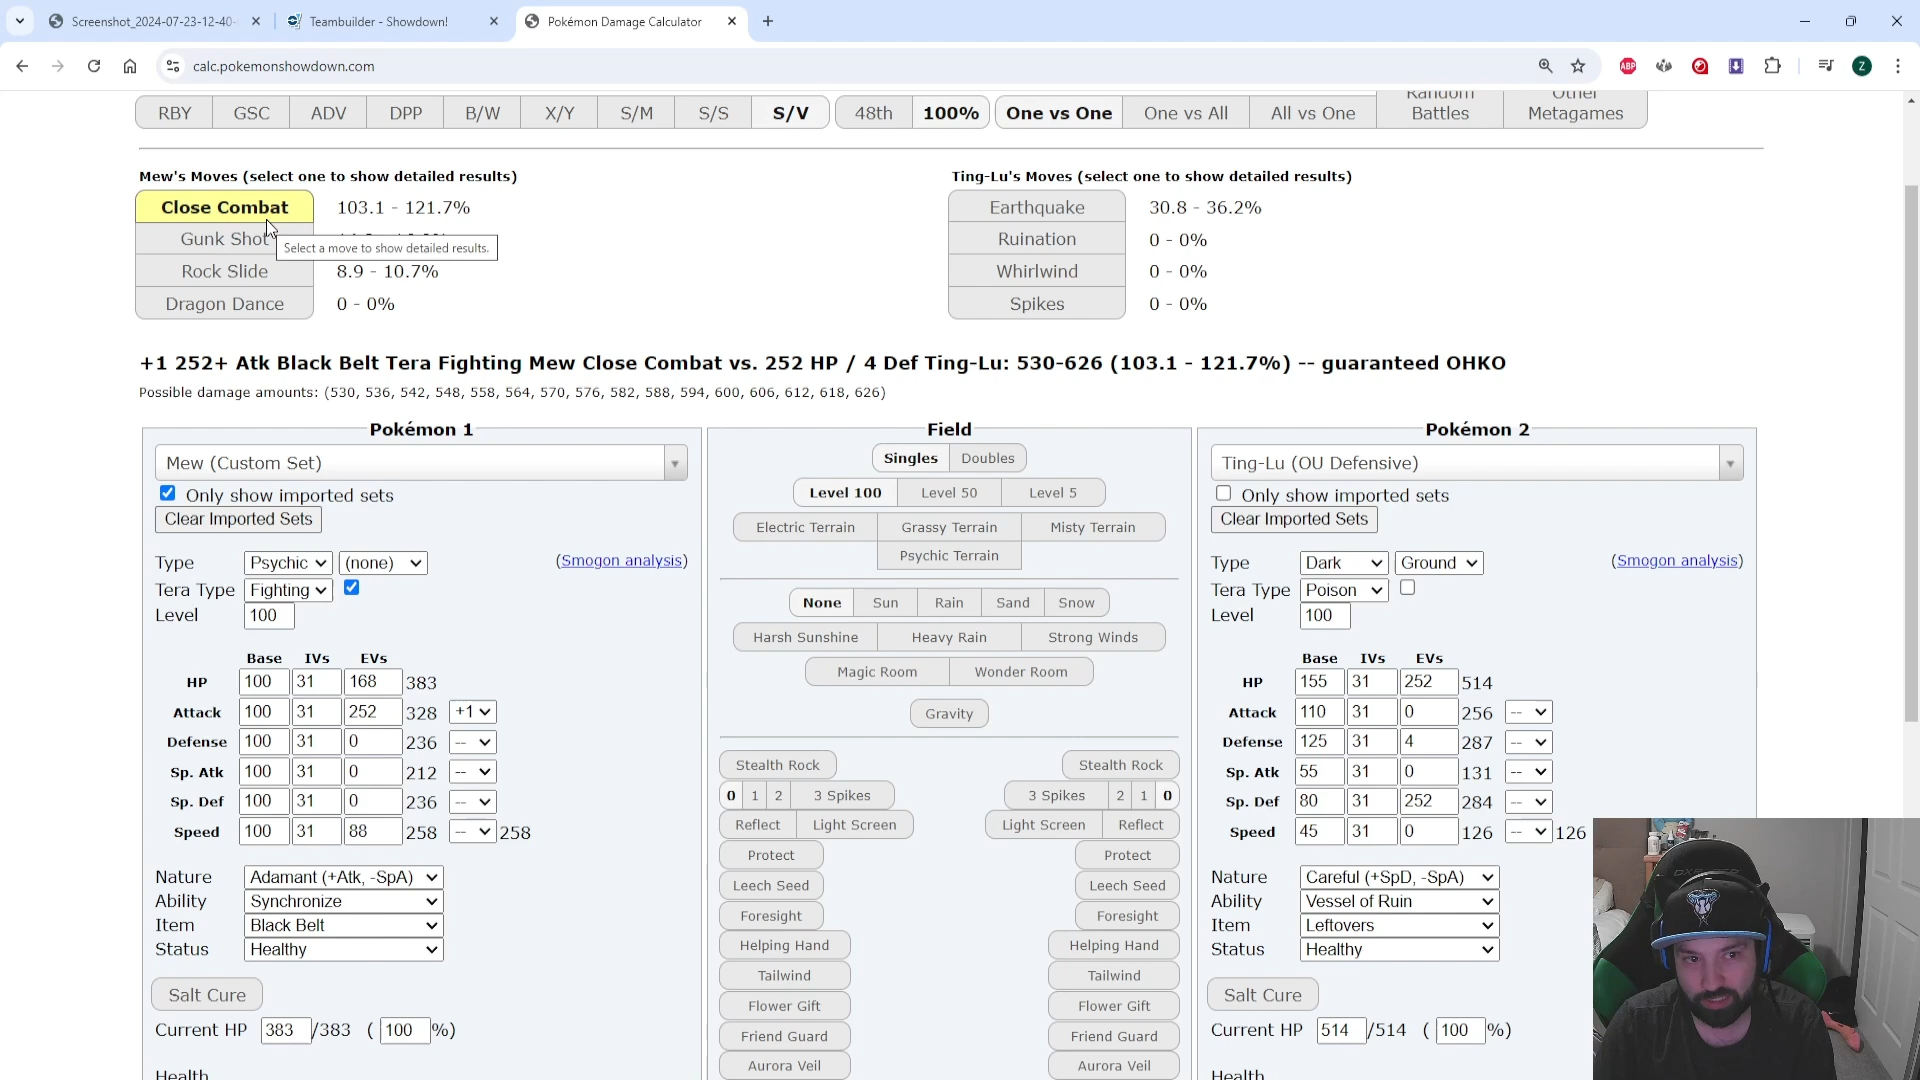 Screenshot_2024-07-23-12-40-
Teambuilder - Showdown!
Pokémon Damage Calculator
calc.pokemonshowdown.com
ABP
Z
RBY GSC ADV DPP B/W X/Y S/M S/S S/V 48th 100% One vs One One vs All All vs One Random Battles Other Metagames
Mew's Moves (select one to show detailed results)
Close Combat 103.1 - 121.7%
Gunk Shot
Select a move to show detailed results.
Rock Slide 8.9 - 10.7%
Dragon Dance 0 - 0%
Ting-Lu's Moves (select one to show detailed results)
Earthquake 30.8 - 36.2%
Ruination 0 - 0%
Whirlwind 0 - 0%
Spikes 0 - 0%
+1 252+ Atk Black Belt Tera Fighting Mew Close Combat vs. 252 HP / 4 Def Ting-Lu: 530-626 (103.1 - 121.7%) -- guaranteed OHKO
Possible damage amounts: (530, 536, 542, 548, 558, 564, 570, 576, 582, 588, 594, 600, 606, 612, 618, 626)
Pokémon 1
Mew (Custom Set)
Only show imported sets
Clear Imported Sets
Type Psychic (none) (Smogon analysis)
Tera Type Fighting
Level 100
Base IVs EVs
HP 100 31 168 383
Attack 100 31 252 328 +1
Defense 100 31 0 236 --
Sp. Atk 100 31 0 212 --
Sp. Def 100 31 0 236 --
Speed 100 31 88 258 -- 258
Nature Adamant (+Atk, -SpA)
Ability Synchronize
Item Black Belt
Status Healthy
Salt Cure
Current HP 383 /383 ( 100 %)
Health
Field
Singles Doubles
Level 100 Level 50 Level 5
Electric Terrain Grassy Terrain Misty Terrain
Psychic Terrain
None Sun Rain Sand Snow
Harsh Sunshine Heavy Rain Strong Winds
Magic Room Wonder Room
Gravity
Stealth Rock Stealth Rock
0 1 2 3 Spikes 3 Spikes 2 1 0
Reflect Light Screen Light Screen Reflect
Protect Protect
Leech Seed Leech Seed
Foresight Foresight
Helping Hand Helping Hand
Tailwind Tailwind
Flower Gift Flower Gift
Friend Guard Friend Guard
Aurora Veil Aurora Veil
Pokémon 2
Ting-Lu (OU Defensive)
Only show imported sets
Clear Imported Sets
Type Dark Ground (Smogon analysis)
Tera Type Poison
Level 100
Base IVs EVs
HP 155 31 252 514
Attack 110 31 0 256 --
Defense 125 31 4 287 --
Sp. Atk 55 31 0 131 --
Sp. Def 80 31 252 284 --
Speed 45 31 0 126 -- 126
Nature Careful (+SpD, -SpA)
Ability Vessel of Ruin
Item Leftovers
Status Healthy
Salt Cure
Current HP 514 /514 ( 100 %)
Health